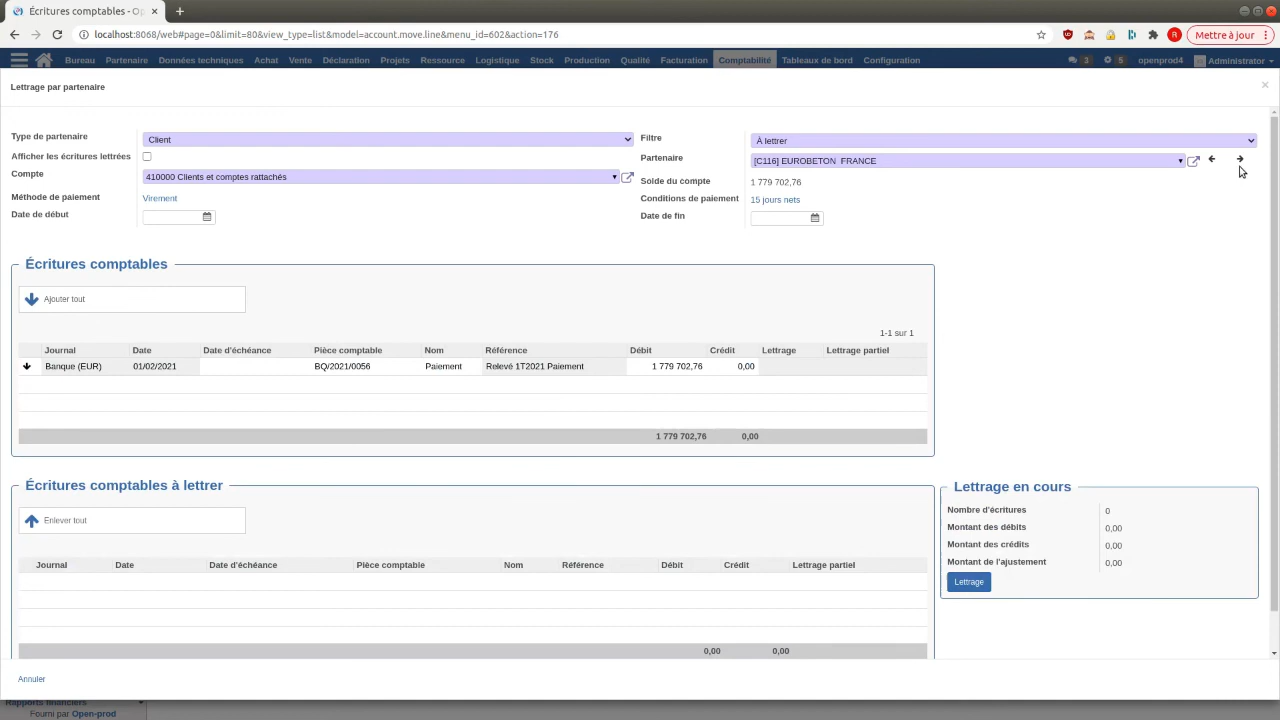 Écritures comptables - Op
localhost:8068/web#page=0&limit=80&view_type=list&model=account.move.line&menu_id=602&action=176
Mettre à jour
Bureau Partenaire Données techniques Achat Vente Déclaration Projets Ressource Logistique Stock Production Qualité Facturation Comptabilité Tableaux de bord Configuration 3 5 openprod4 Administrator
Lettrage par partenaire
Type de partenaire Client Filtre À lettrer
Afficher les écritures lettrées Partenaire [C116] EUROBETON FRANCE
Compte 410000 Clients et comptes rattachés Solde du compte 1 779 702,76
Méthode de paiement Virement Conditions de paiement 15 jours nets
Date de début Date de fin
Écritures comptables
Ajouter tout
1-1 sur 1
Journal Date Date d'échéance Pièce comptable Nom Référence Débit Crédit Lettrage Lettrage partiel
Banque (EUR) 01/02/2021 BQ/2021/0056 Paiement Relevé 1T2021 Paiement 1 779 702,76 0,00
1 779 702,76 0,00
Écritures comptables à lettrer
Enlever tout
Journal Date Date d'échéance Pièce comptable Nom Référence Débit Crédit Lettrage partiel
0,00 0,00
Lettrage en cours
Nombre d'écritures 0
Montant des débits 0,00
Montant des crédits 0,00
Montant de l'ajustement 0,00
Lettrage
Annuler
Rapports financiers
Fourni par Open-prod